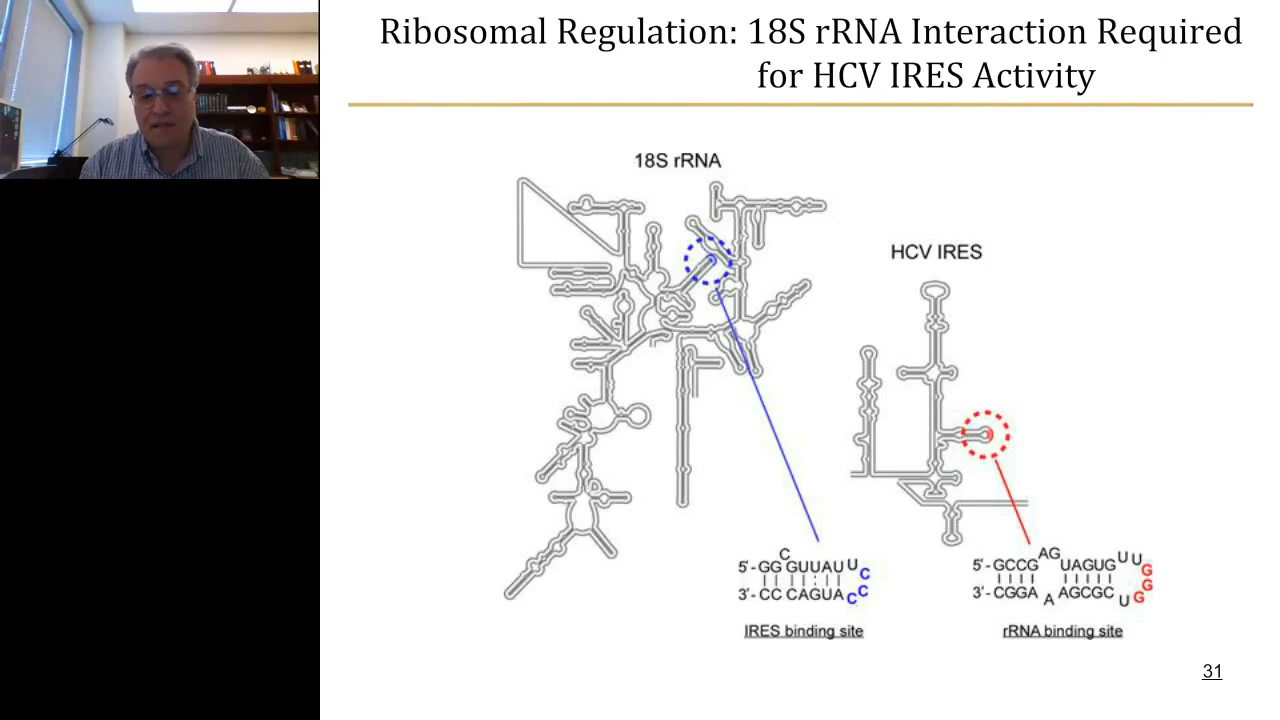 Ribosomal Regulation: 18S rRNA Interaction Required
for HCV IRES Activity
18S rRNA
HCV IRES
C
5'-GG GUUAU U C
C
3'-CC CAGUA C
IRES binding site
AG
5'-GCCG UAGUG U U G
G
3'-CGGA A AGCGC U G
rRNA binding site
31